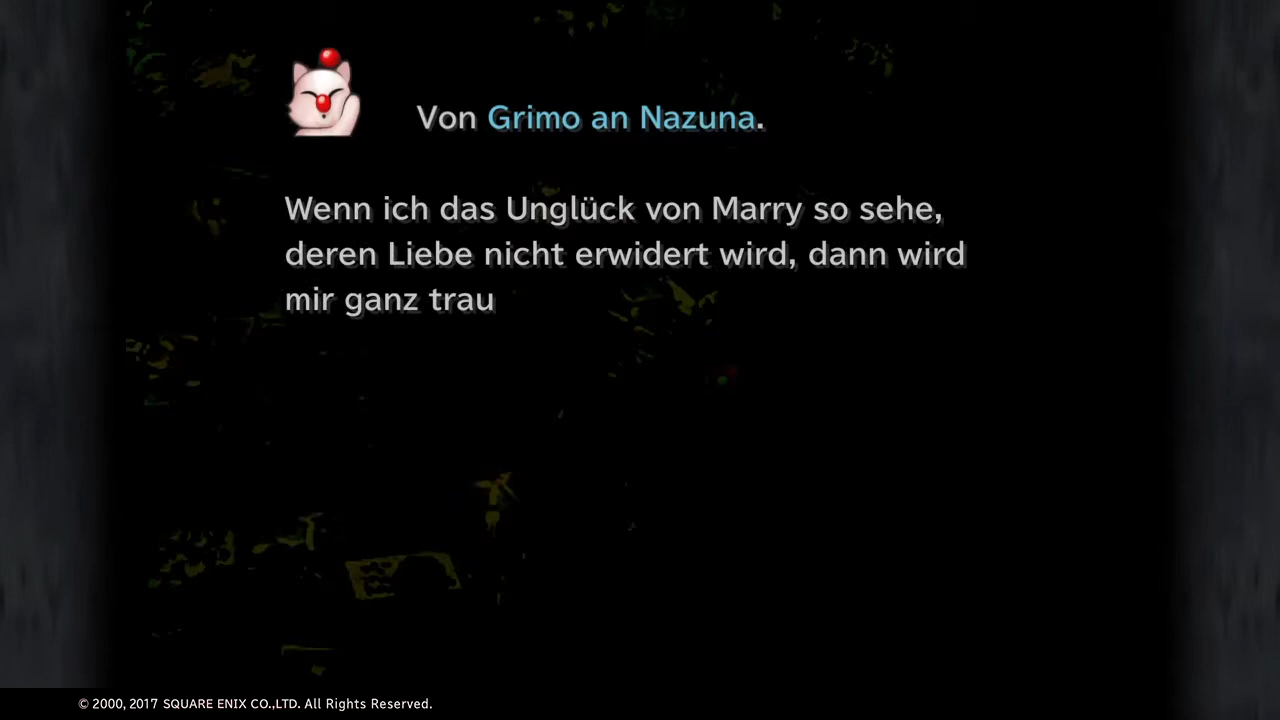 Von Grimo an Nazuna.
Wenn ich das Unglück von Marry so sehe,
deren Liebe nicht erwidert wird, dann wird
mir ganz trau
© 2000, 2017 SQUARE ENIX CO.,LTD. All Rights Reserved.